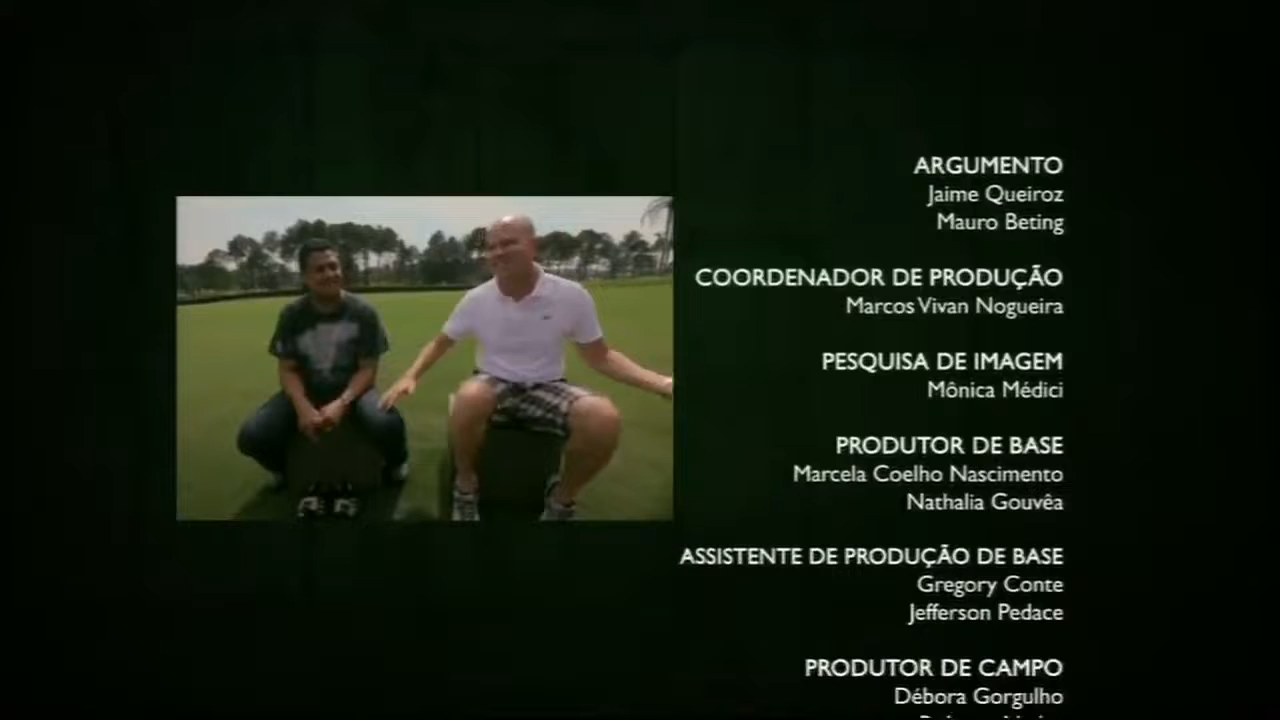 ARGUMENTO
Jaime Queiroz
Mauro Beting
COORDENADOR DE PRODUÇÃO
Marcos Vivan Nogueira
PESQUISA DE IMAGEM
Mônica Médici
PRODUTOR DE BASE
Marcela Coelho Nascimento
Nathalia Gouvêa
ASSISTENTE DE PRODUÇÃO DE BASE
Gregory Conte
Jefferson Pedace
PRODUTOR DE CAMPO
Débora Gorgulho